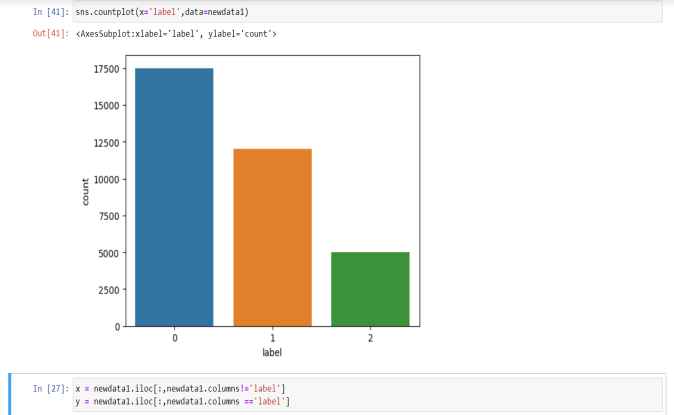 In [41]: sns.countplot(x='label',data=newdata1)
Out[41]: <AxesSubplot:xlabel='label', ylabel='count'>
17500
15000
12500
10000
7500
5000
2500
0
count
0 1 2
label
In [27]: x = newdata1.iloc[:,newdata1.columns!='label']
y = newdata1.iloc[:,newdata1.columns =='label']